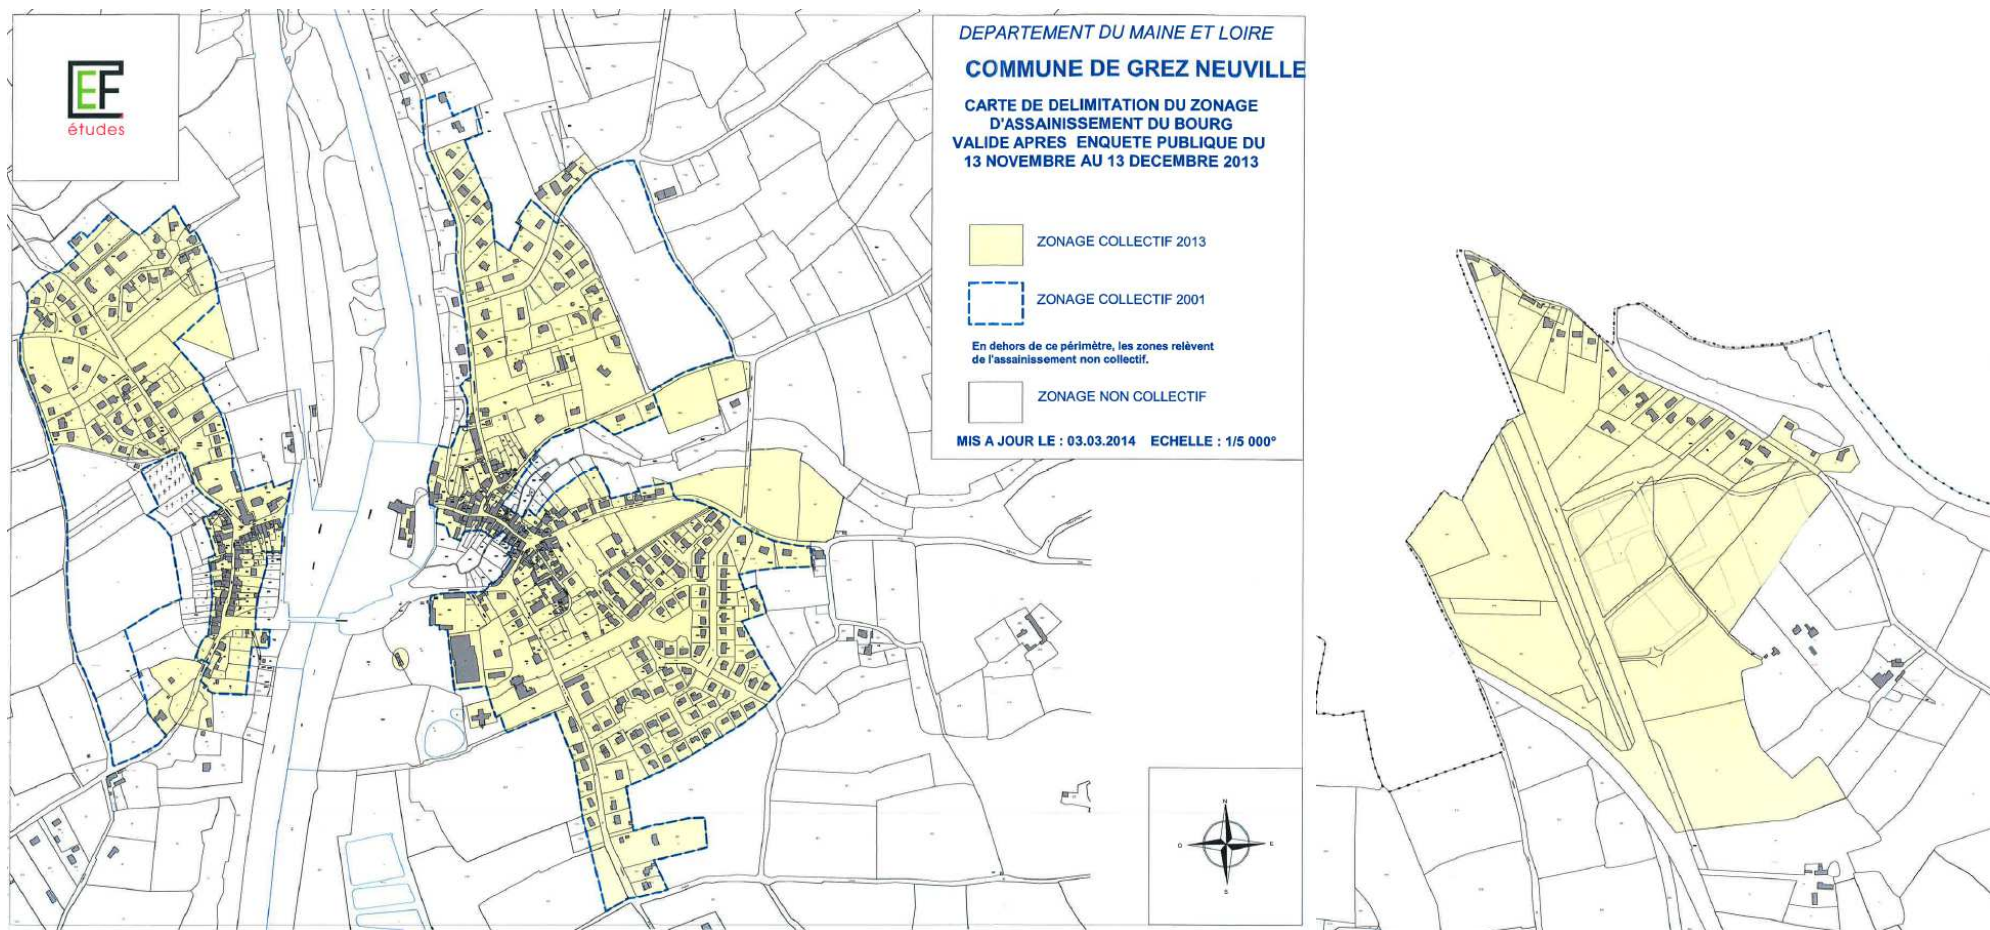 EF
études
DEPARTEMENT DU MAINE ET LOIRE
COMMUNE DE GREZ NEUVILLE
CARTE DE DELIMITATION DU ZONAGE
D'ASSAINISSEMENT DU BOURG
VALIDE APRES ENQUETE PUBLIQUE DU
13 NOVEMBRE AU 13 DECEMBRE 2013
ZONAGE COLLECTIF 2013
ZONAGE COLLECTIF 2001
En dehors de ce périmètre, les zones relèvent
de l'assainissement non collectif.
ZONAGE NON COLLECTIF
MIS A JOUR LE : 03.03.2014 ECHELLE : 1/5 000°
N
O E
S